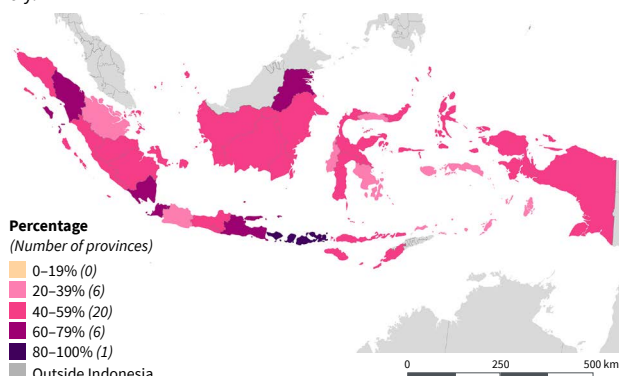 Percentage
(Number of provinces)
0–19% (0)
20–39% (6)
40–59% (20)
60–79% (6)
80–100% (1)
Outside Indonesia
0 250 500 km